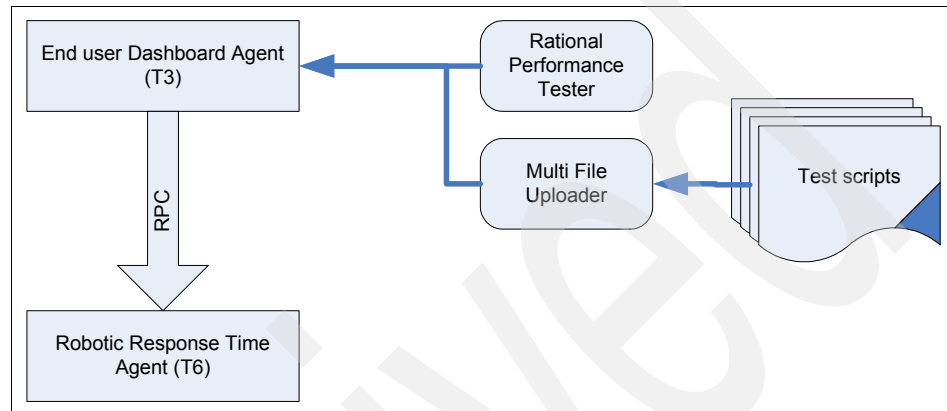 End user Dashboard Agent
(T3)
Rational
Performance
Tester
Multi File
Uploader
Test scripts
RPC
Robotic Response Time
Agent (T6)